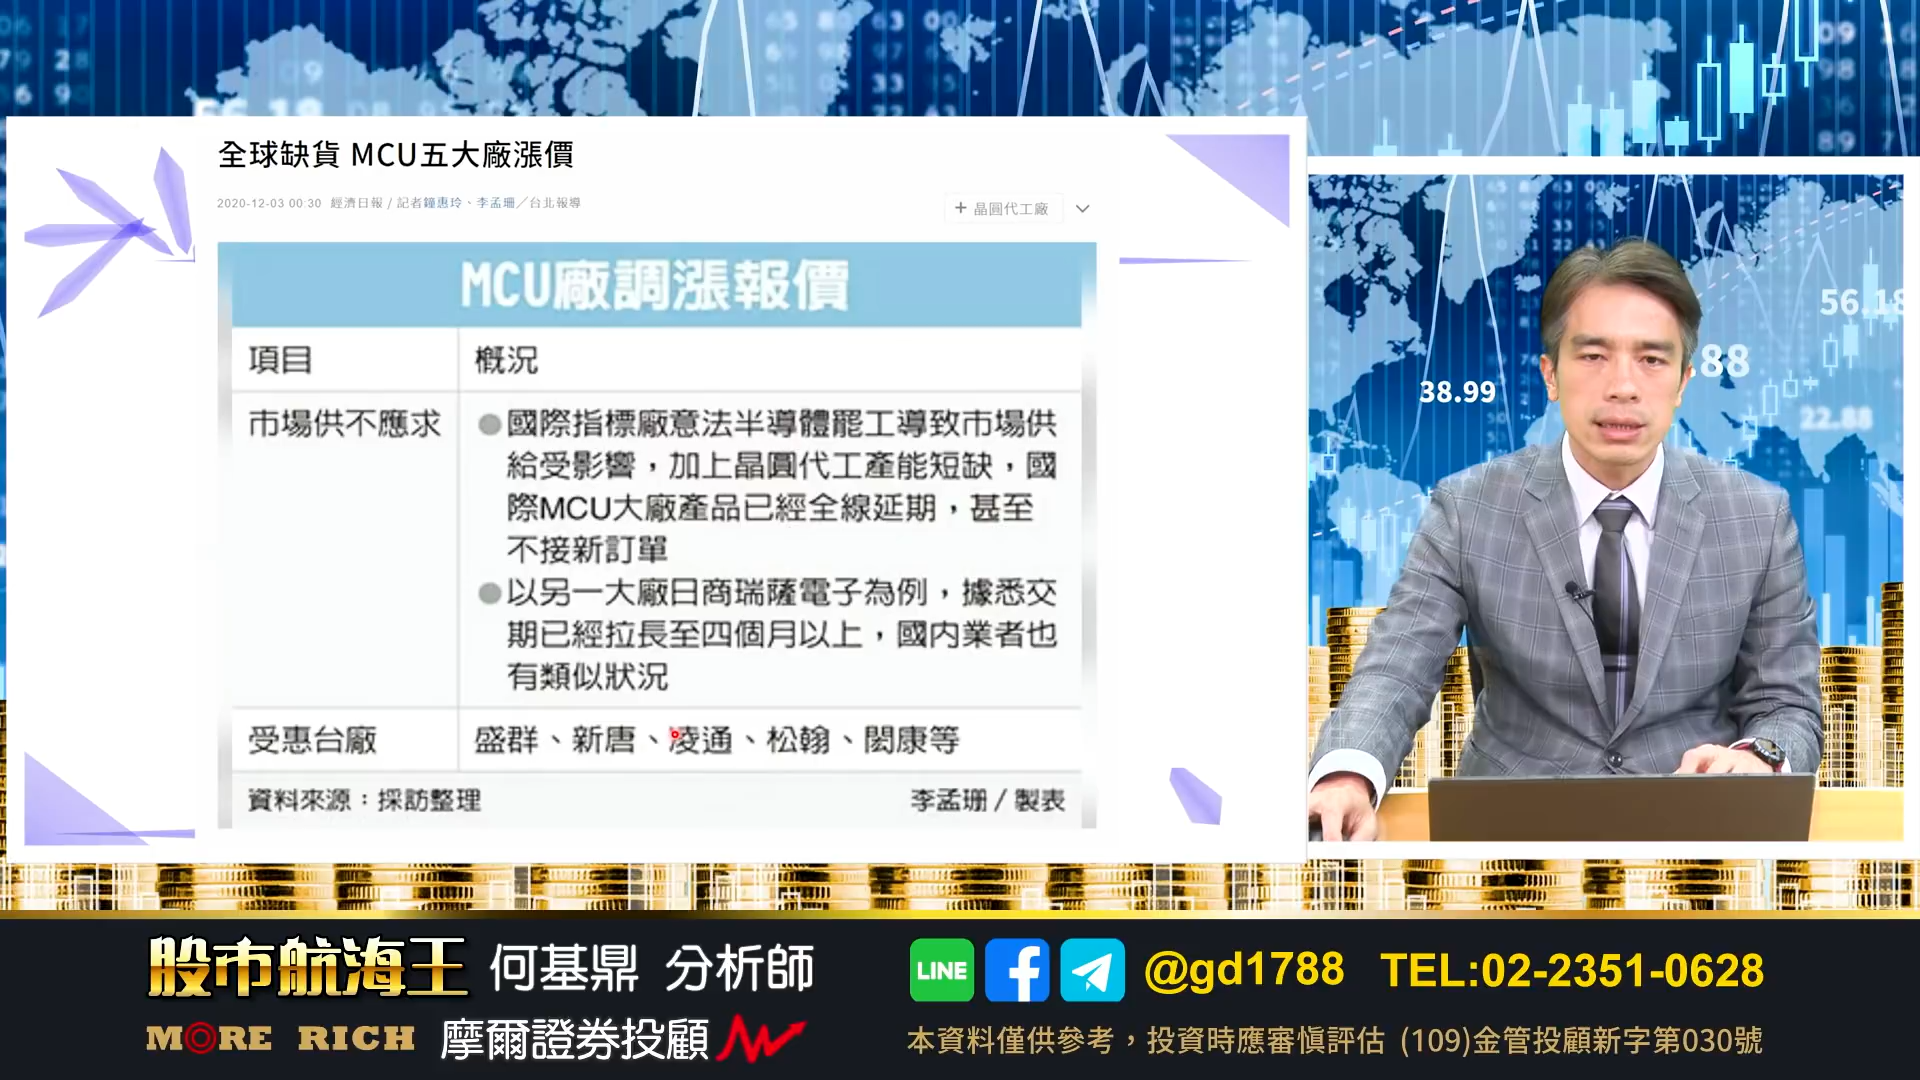 全球缺貨 MCU五大廠漲價
2020-12-03 00:30 經濟日報 / 記者鐘惠玲、李孟珊／台北報導
+ 晶圓代工廠
MCU廠調漲報價
項目
概況
市場供不應求
●國際指標廠意法半導體罷工導致市場供
給受影響，加上晶圓代工產能短缺，國
際MCU大廠產品已經全線延期，甚至
不接新訂單
●以另一大廠日商瑞薩電子為例，據悉交
期已經拉長至四個月以上，國內業者也
有類似狀況
受惠台廠
盛群、新唐、凌通、松翰、閎康等
資料來源：採訪整理
李孟珊 / 製表
38.99
.88
56.18
22.88
股市航海王 何基鼎 分析師
MORE RICH 摩爾證券投顧
LINE
@gd1788 TEL:02-2351-0628
本資料僅供參考，投資時應審慎評估 (109)金管投顧新字第030號